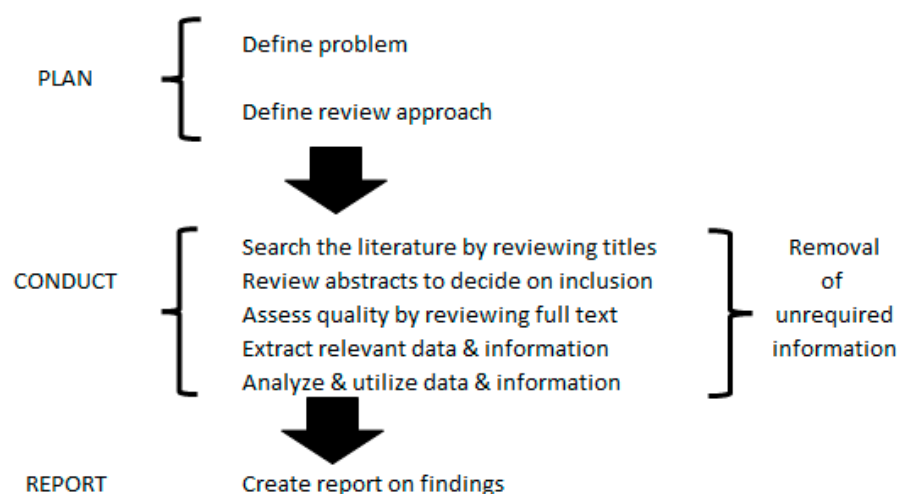 Define problem
PLAN
Define review approach
Search the literature by reviewing titles
Removal
CONDUCT
Review abstracts to decide on inclusion
of
Assess quality by reviewing full text
unrequired
Extract relevant data & information
information
Analyze & utilize data & information
REPORT
Create report on findings